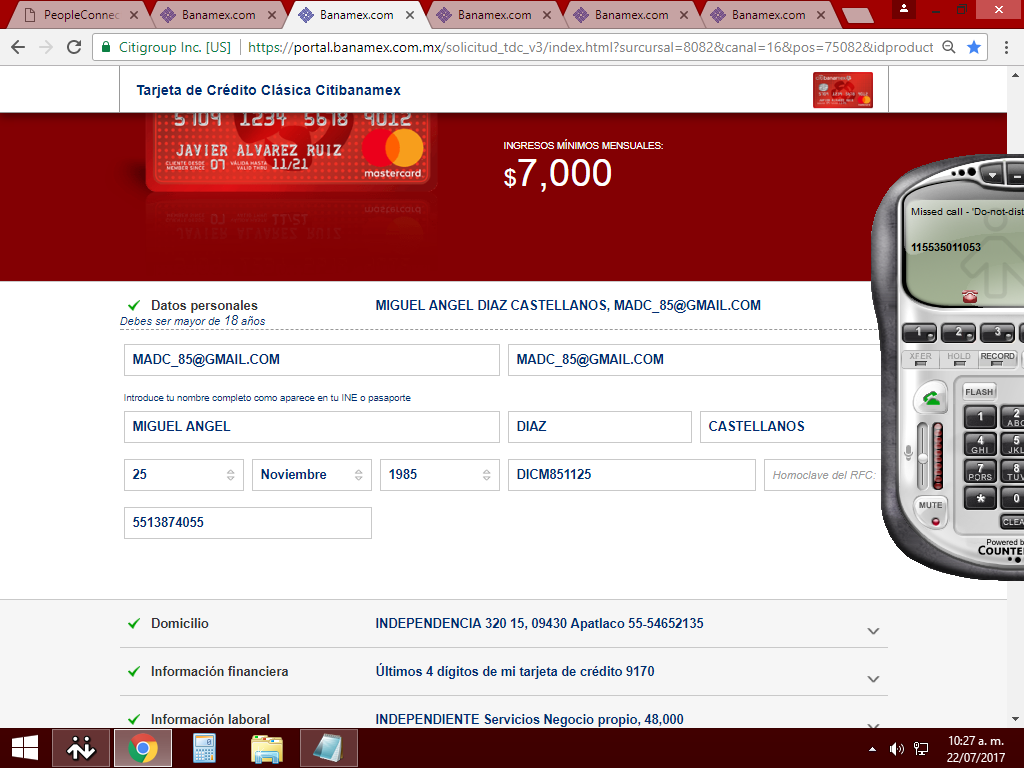 PeopleConnec
Banamex.com
Banamex.com
Banamex.com
Banamex.com
Banamex.com
Citigroup Inc. [US]
https://portal.banamex.com.mx/solicitud_tdc_v3/index.html?sursursal=8082&canal=16&pos=75082&idproduct
Tarjeta de Crédito Clásica Citibanamex
5104 1234 5618 9012
JAVIER ALVAREZ RUIZ
CLIENTE DESDE
MEMBER SINCE 07
VÁLIDA HASTA
VALID THRU 11/21
mastercard
INGRESOS MÍNIMOS MENSUALES:
$7,000
Missed call - 'Do-not-dist
115535011053
Datos personales
MIGUEL ANGEL DIAZ CASTELLANOS, MADC_85@GMAIL.COM
Debes ser mayor de 18 años
MADC_85@GMAIL.COM
MADC_85@GMAIL.COM
Introduce tu nombre completo como aparece en tu INE o pasaporte
MIGUEL ANGEL
DIAZ
CASTELLANOS
25
Noviembre
1985
DICM851125
Homoclave del RFC:
5513874055
1
2
3
XFER
HOLD
RECORD
FLASH
1
2
ABC
4
GHI
5
JKL
7
PQRS
8
TUV
*
0
MUTE
CLEA
Powered by
COUNTE
Domicilio
INDEPENDENCIA 320 15, 09430 Apatlaco 55-54652135
Información financiera
Últimos 4 dígitos de mi tarjeta de crédito 9170
Información laboral
INDEPENDIENTE Servicios Negocio propio, 48,000
10:27 a. m.
22/07/2017